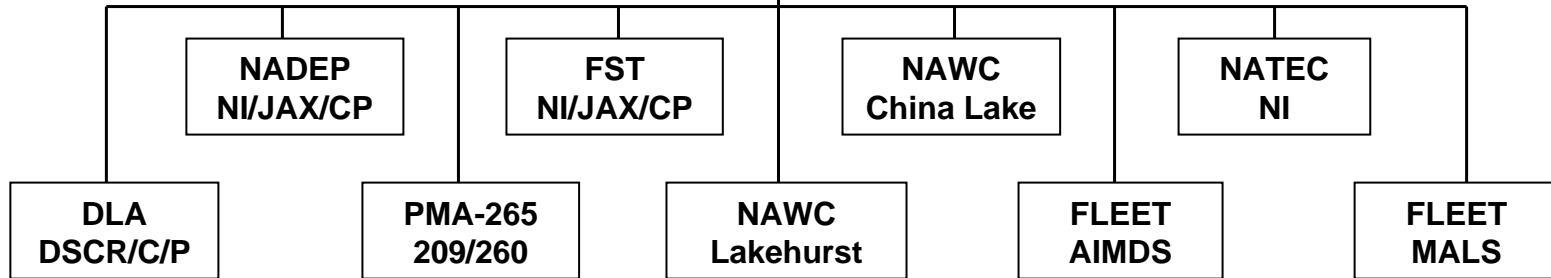 NADEP
NI/JAX/CP
FST
NI/JAX/CP
NAWC
China Lake
NATEC
NI
DLA
DSCR/C/P
PMA-265
209/260
NAWC
Lakehurst
FLEET
AIMDS
FLEET
MALS